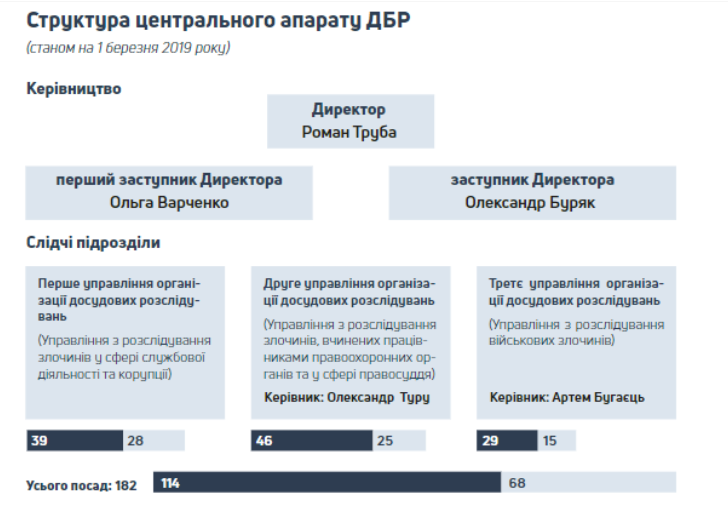 Структура центрального апарату ДБР
(станом на 1 березня 2019 року)
Керівництво
Директор
Роман Труба
перший заступник Директора
Ольга Варченко
заступник Директора
Олександр Буряк
Слідчі підрозділи
Перше управління органі-
зації досудових розсліду-
вань
(Управління з розслідування
злочинів у сфері службової
діяльності та корупції)
Друге управління організа-
ції досудових розслідувань
(Управління з розслідування
злочинів, вчинених праців-
никами правоохоронних ор-
ганів та у сфері правосуддя)
Керівник: Олександр Туру
Третє управління організа-
ції досудових розслідувань
(Управління з розслідування
військових злочинів)
Керівник: Артем Бугаєць
39 28
46 25
29 15
Усього посад: 182 114 68